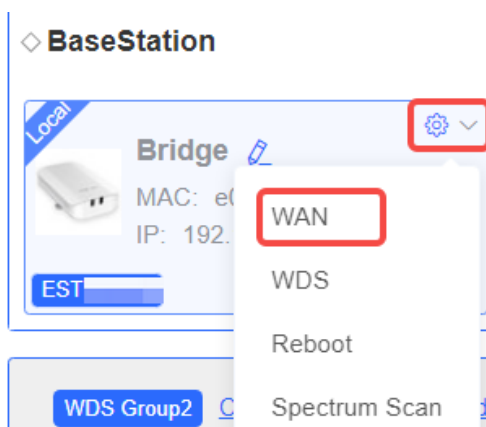 BaseStation
Local
Bridge
MAC: e
IP: 192.
EST
WAN
WDS
Reboot
Spectrum Scan
WDS Group2